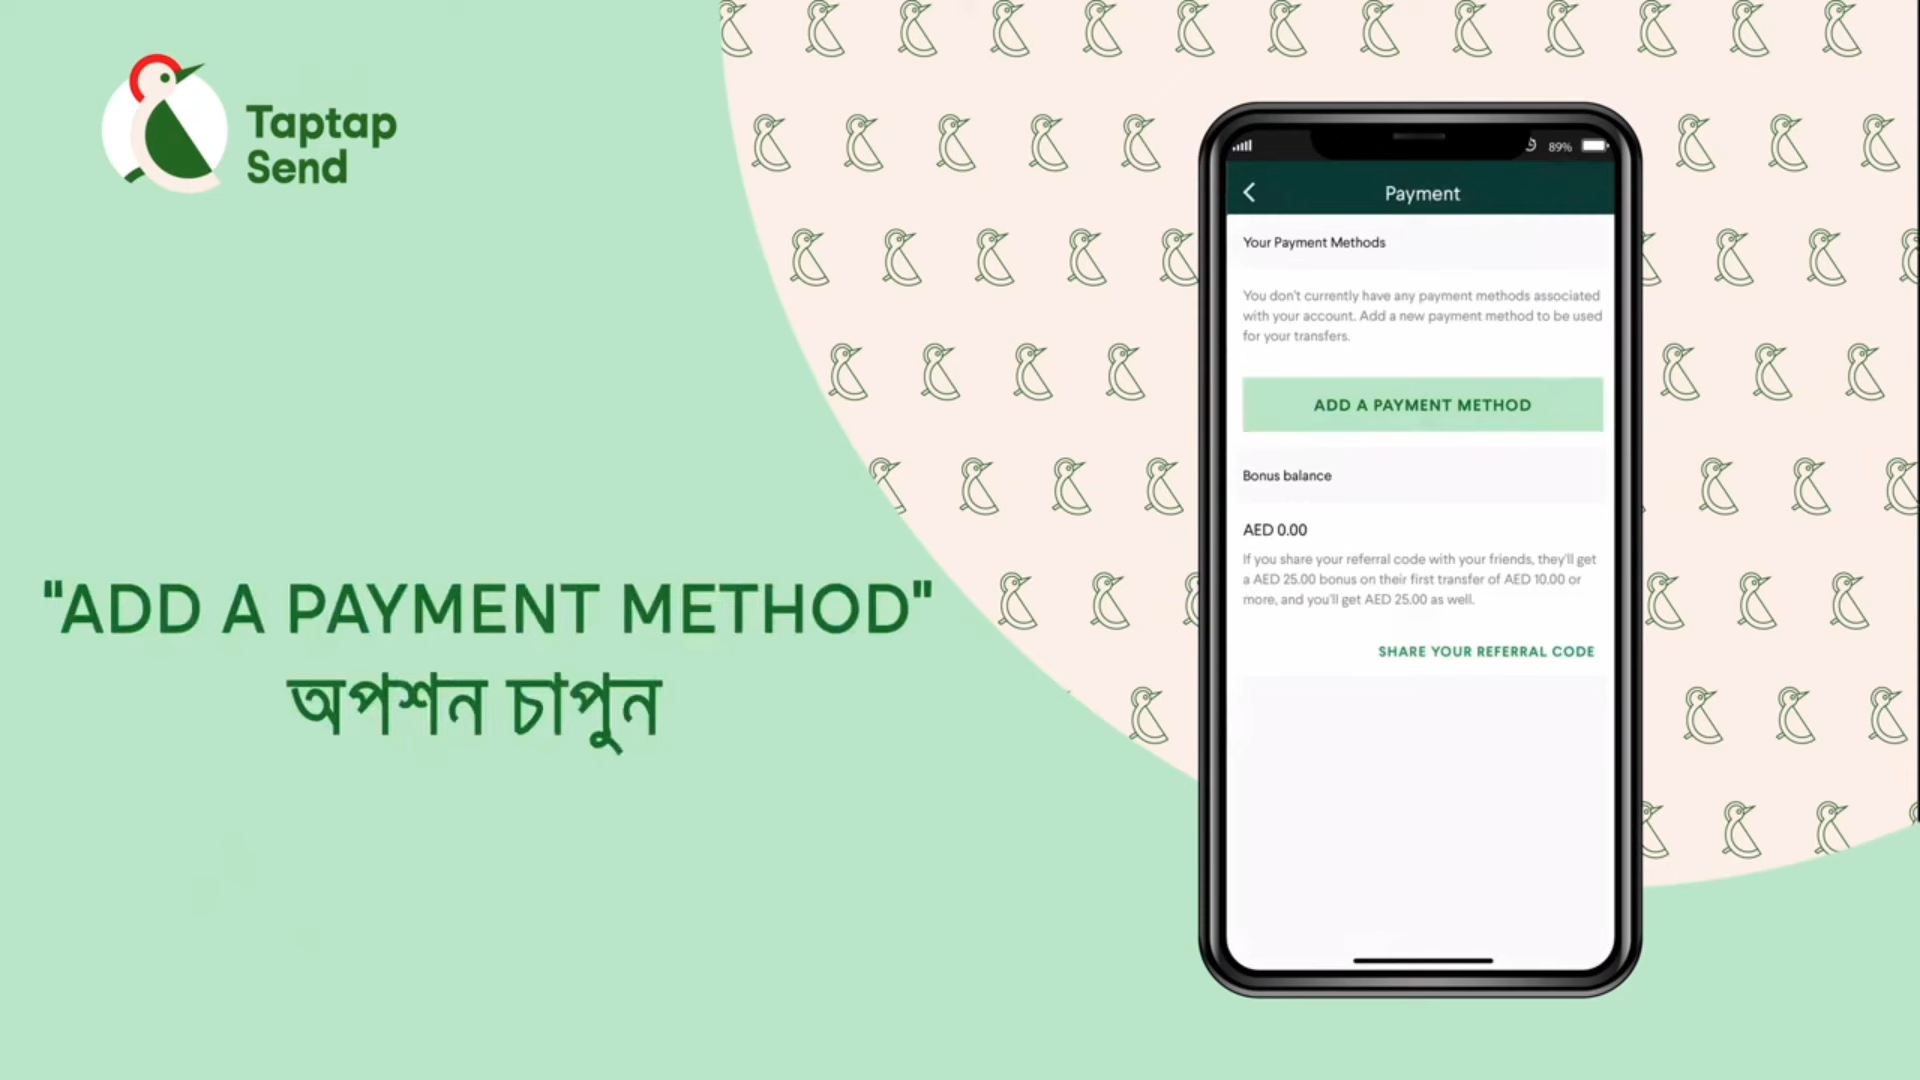 Taptap
Send
"ADD A PAYMENT METHOD"
অপশন চাপুন
89%
Payment
Your Payment Methods
You don't currently have any payment methods associated
with your account. Add a new payment method to be used
for your transfers.
ADD A PAYMENT METHOD
Bonus balance
AED 0.00
If you share your referral code with your friends, they'll get
a AED 25.00 bonus on their first transfer of AED 10.00 or
more, and you'll get AED 25.00 as well.
SHARE YOUR REFERRAL CODE